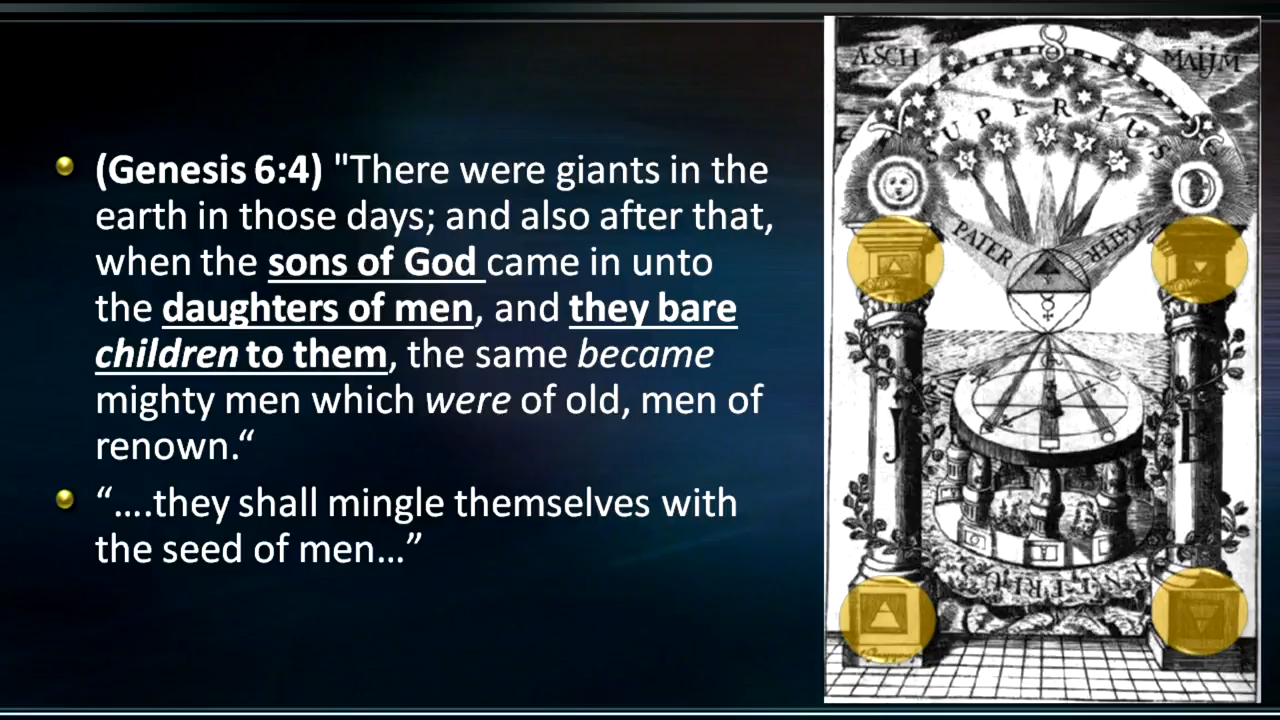 (Genesis 6:4) "There were giants in the
earth in those days; and also after that,
when the sons of God came in unto
the daughters of men, and they bare
children to them, the same became
mighty men which were of old, men of
renown.“
“….they shall mingle themselves with
the seed of men…”
ÆSCH
MAIJM
SUPERIUS
PATER
MATER
J
INFERIUS